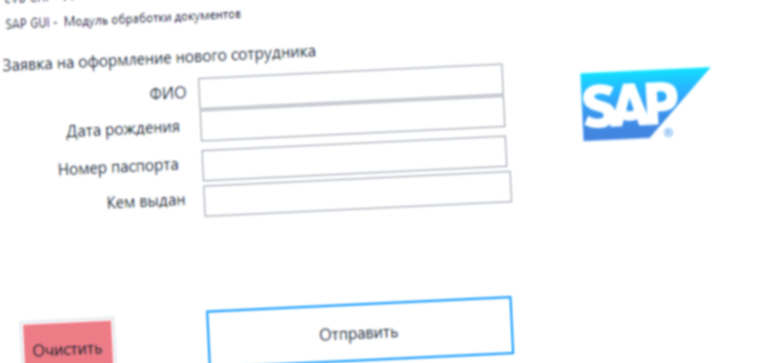 SAP GUI - Модуль обработки документов
Заявка на оформление нового сотрудника
ФИО
Дата рождения
SAP
®
Номер паспорта
Кем выдан
Отправить
Очистить